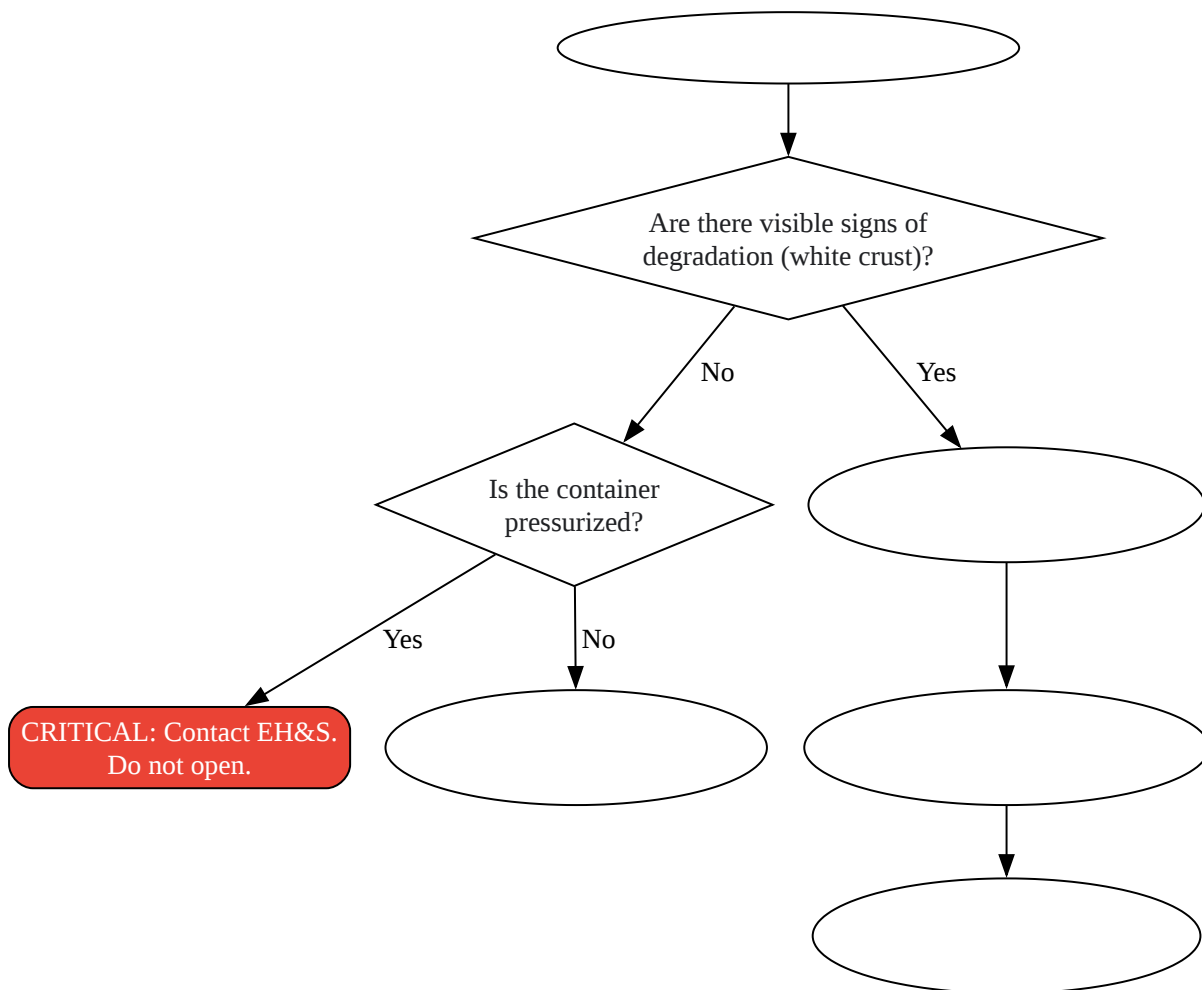 Are there visible signs of
degradation (white crust)?
No
Yes
Is the container
pressurized?
Yes
No
CRITICAL: Contact EH&S.
Do not open.